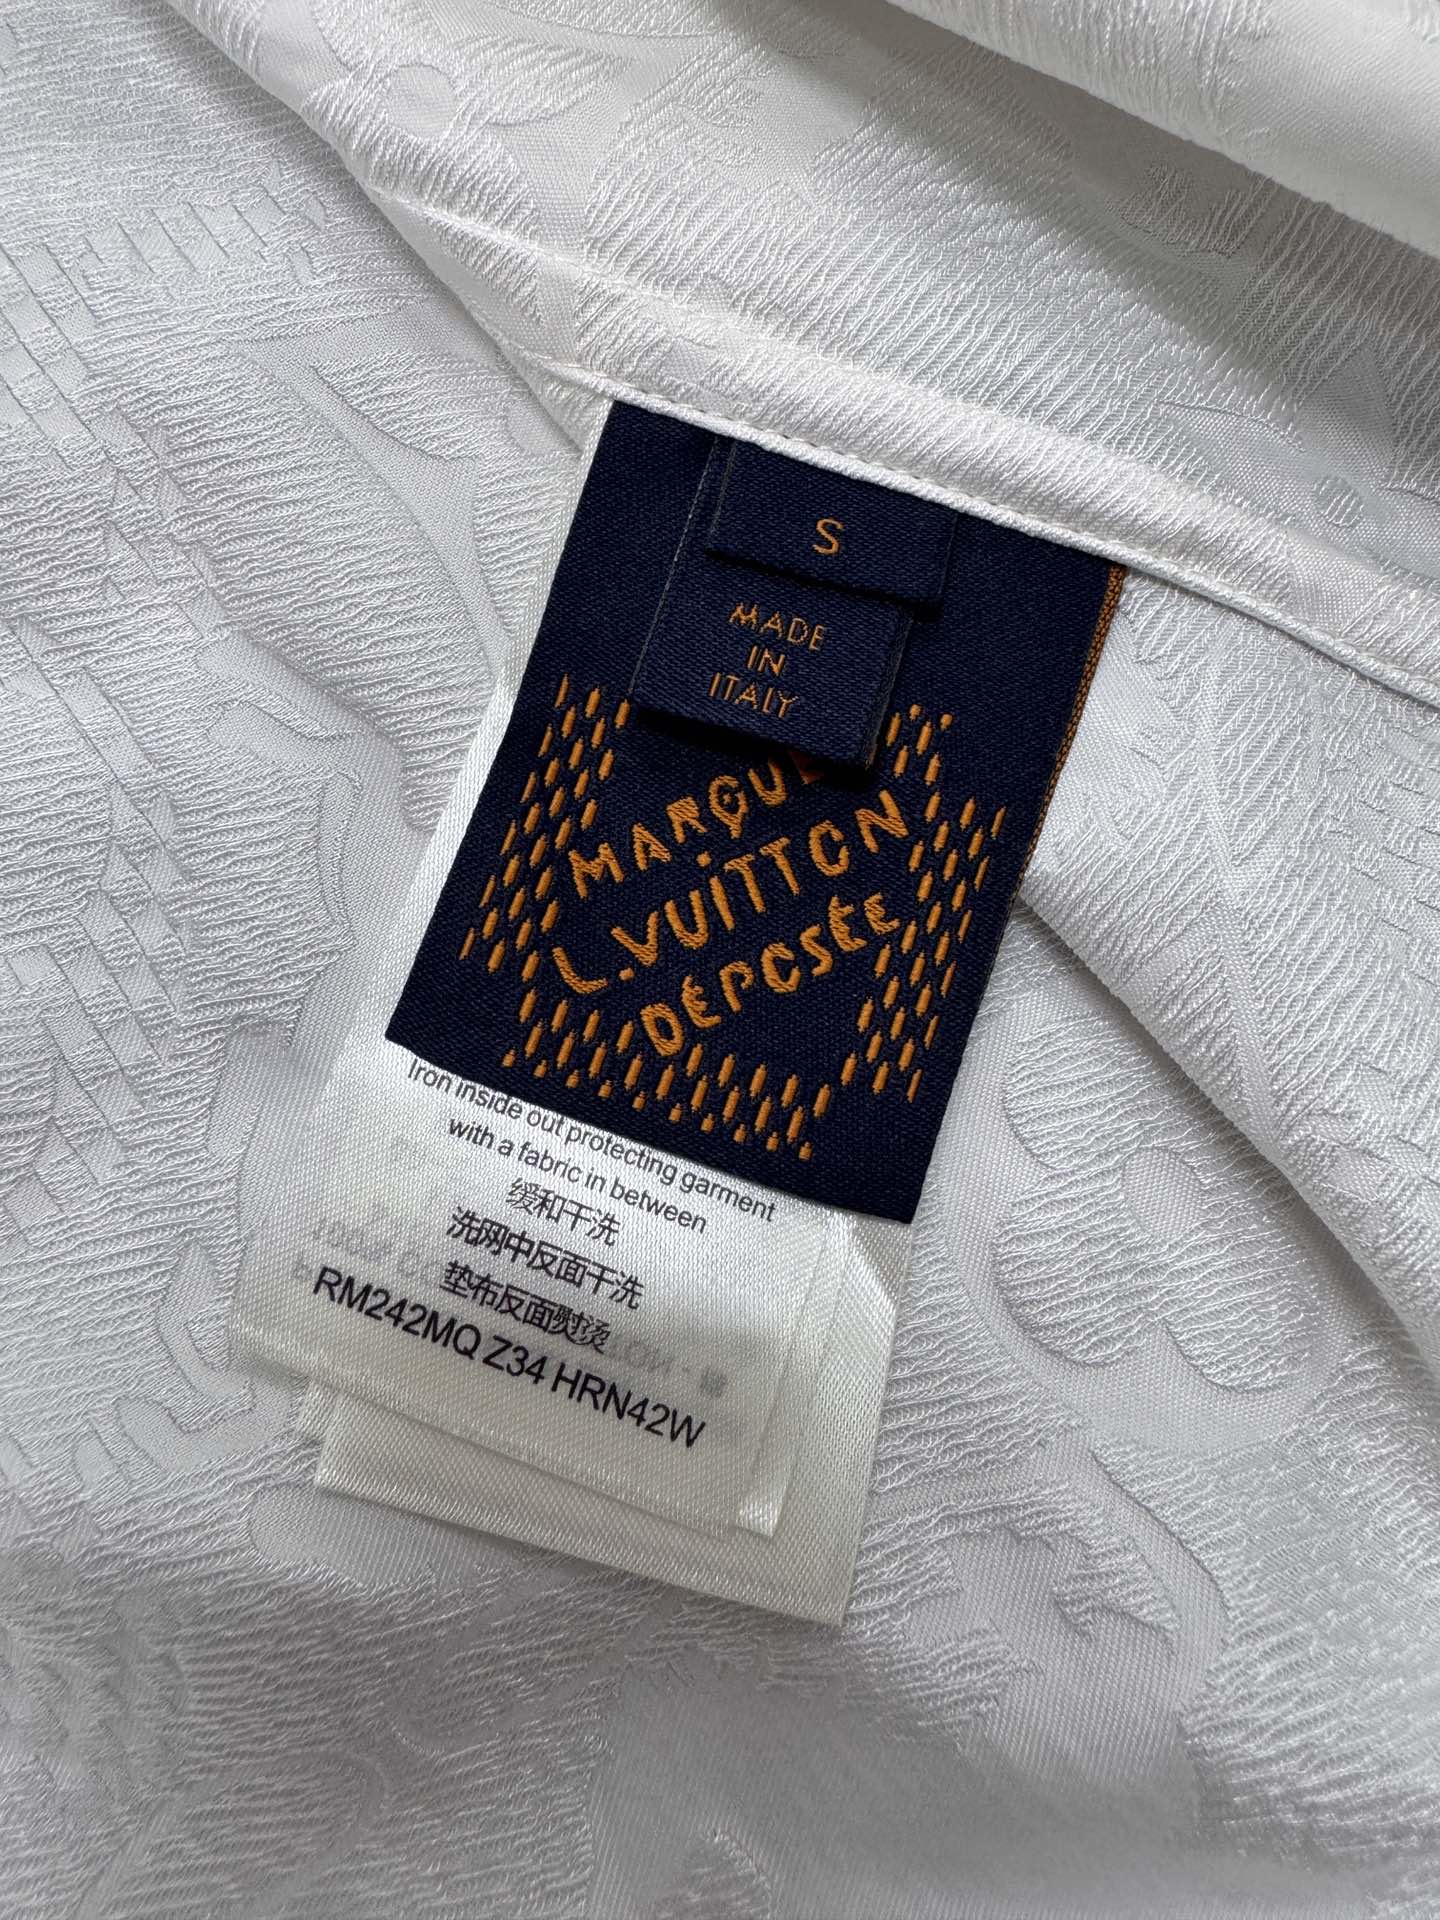 S
MADE
IN
ITALY
MARQUE
L.VUITTON
DÉPOSÉE
Iron inside out protecting garment
with a fabric in between
缓和干洗
洗网中反面干洗
垫布反面熨烫
RM242MQ Z34 HRN42W